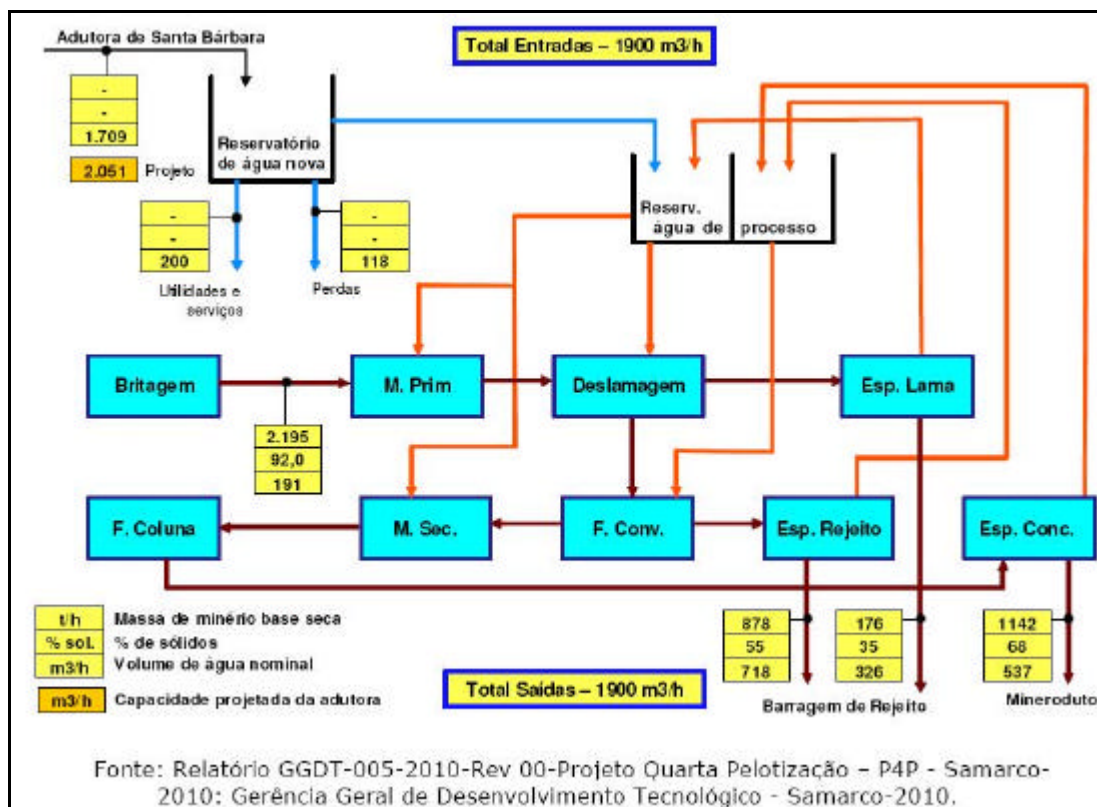 Adutora de Santa Bárbara
Total Entradas – 1900 m3/h
-
-
1.709
2.051 Projeto
Reservatório
de água nova
Reserv.
água de processo
-
-
200
-
-
118
Utilidades e
serviços
Perdas
Britagem
M. Prim
Deslamagem
Esp. Lama
2.195
92,0
191
F. Coluna
M. Sec.
F. Conv.
Esp. Rejeito
Esp. Conc.
t/h Massa de minério base seca
% sol. % de sólidos
m3/h Volume de água nominal
m3/h Capacidade projetada da adutora
878
55
718
176
35
326
1142
68
537
Total Saídas – 1900 m3/h
Barragem de Rejeito
Mineroduto
Fonte: Relatório GGDT-005-2010-Rev 00-Projeto Quarta Pelotização – P4P - Samarco-
2010: Gerência Geral de Desenvolvimento Tecnológico - Samarco-2010.